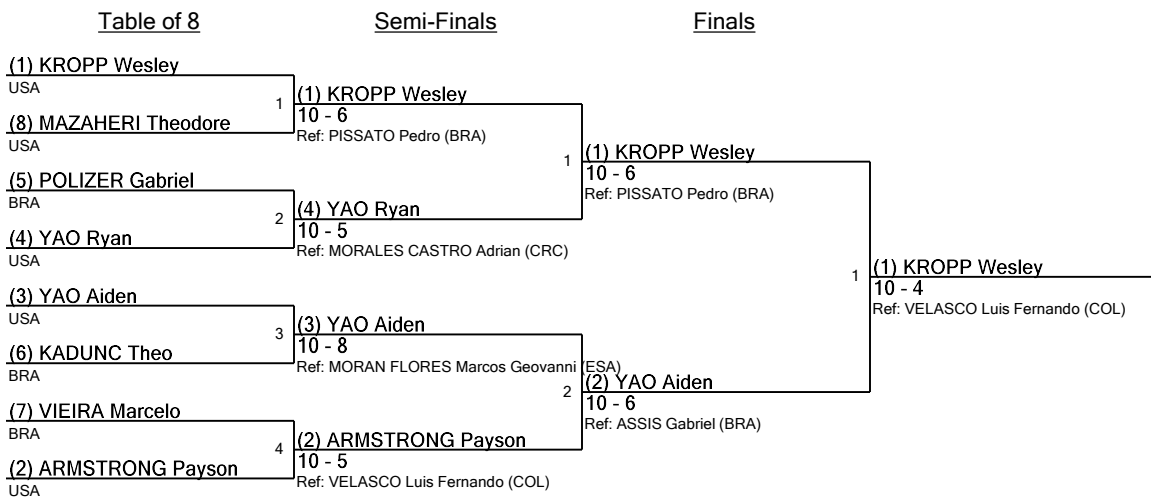 Table of 8
Semi-Finals
Finals
(1) KROPP Wesley
USA
(8) MAZAHERI Theodore
USA
(5) POLIZER Gabriel
BRA
(4) YAO Ryan
USA
(3) YAO Aiden
USA
(6) KADUNC Theo
BRA
(7) VIEIRA Marcelo
BRA
(2) ARMSTRONG Payson
USA
1
(1) KROPP Wesley
10 - 6
Ref: PISSATO Pedro (BRA)
2
(4) YAO Ryan
10 - 5
Ref: MORALES CASTRO Adrian (CRC)
3
(3) YAO Aiden
10 - 8
Ref: MORAN FLORES Marcos Geovanni (ESA)
4
(2) ARMSTRONG Payson
10 - 5
Ref: VELASCO Luis Fernando (COL)
1
(1) KROPP Wesley
10 - 6
Ref: PISSATO Pedro (BRA)
2
(2) YAO Aiden
10 - 6
Ref: ASSIS Gabriel (BRA)
1
(1) KROPP Wesley
10 - 4
Ref: VELASCO Luis Fernando (COL)